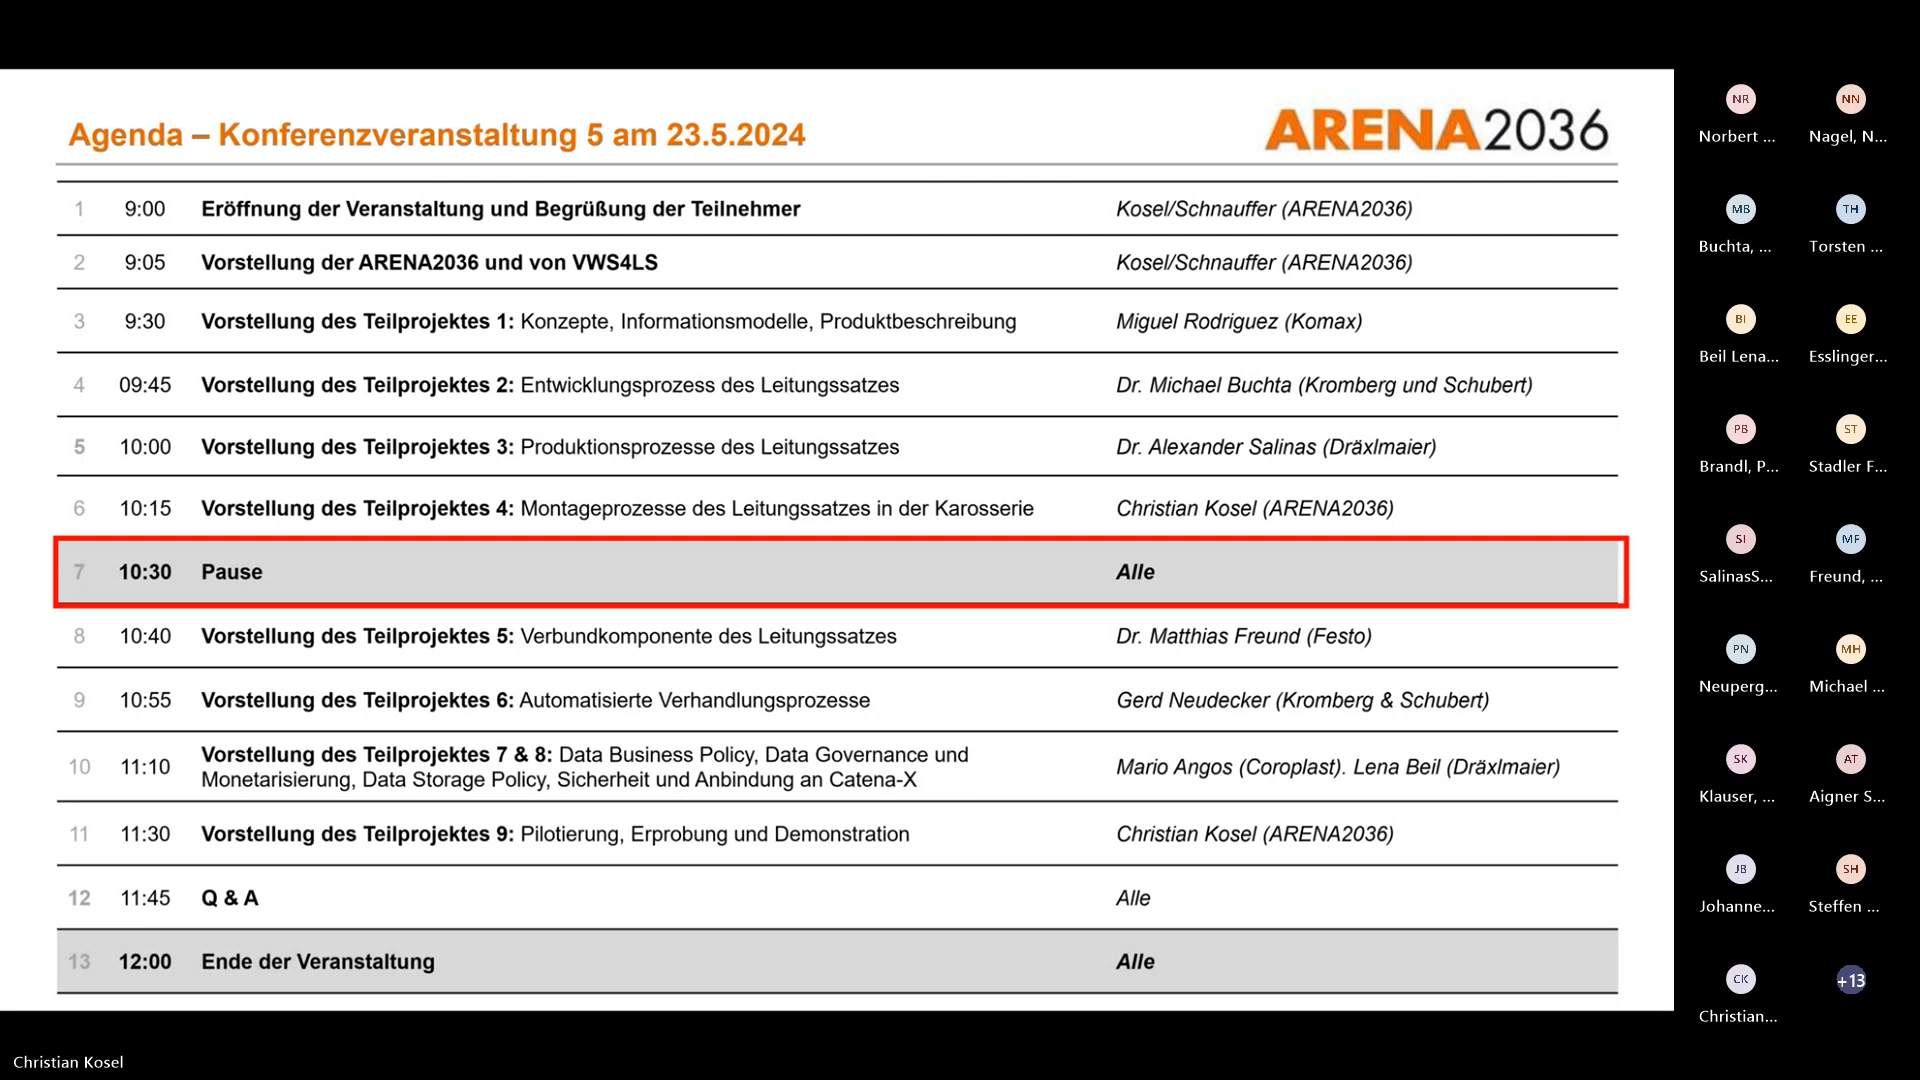 Agenda – Konferenzveranstaltung 5 am 23.5.2024
ARENA2036
1 9:00 Eröffnung der Veranstaltung und Begrüßung der Teilnehmer Kosel/Schnauffer (ARENA2036)
2 9:05 Vorstellung der ARENA2036 und von VWS4LS Kosel/Schnauffer (ARENA2036)
3 9:30 Vorstellung des Teilprojektes 1: Konzepte, Informationsmodelle, Produktbeschreibung Miguel Rodriguez (Komax)
4 09:45 Vorstellung des Teilprojektes 2: Entwicklungsprozess des Leitungssatzes Dr. Michael Buchta (Kromberg und Schubert)
5 10:00 Vorstellung des Teilprojektes 3: Produktionsprozesse des Leitungssatzes Dr. Alexander Salinas (Dräxlmaier)
6 10:15 Vorstellung des Teilprojektes 4: Montageprozesse des Leitungssatzes in der Karosserie Christian Kosel (ARENA2036)
7 10:30 Pause Alle
8 10:40 Vorstellung des Teilprojektes 5: Verbundkomponente des Leitungssatzes Dr. Matthias Freund (Festo)
9 10:55 Vorstellung des Teilprojektes 6: Automatisierte Verhandlungsprozesse Gerd Neudecker (Kromberg & Schubert)
10 11:10 Vorstellung des Teilprojektes 7 & 8: Data Business Policy, Data Governance und
Monetarisierung, Data Storage Policy, Sicherheit und Anbindung an Catena-X Mario Angos (Coroplast). Lena Beil (Dräxlmaier)
11 11:30 Vorstellung des Teilprojektes 9: Pilotierung, Erprobung und Demonstration Christian Kosel (ARENA2036)
12 11:45 Q & A Alle
13 12:00 Ende der Veranstaltung Alle
NR NN
Norbert ... Nagel, N...
MB TH
Buchta, ... Torsten ...
BI EE
Beil Lena... Esslinger...
PB ST
Brandl, P... Stadler F...
SI MF
SalinasS... Freund, ...
PN MH
Neuperg... Michael ...
SK AT
Klauser, ... Aigner S...
JB SH
Johanne... Steffen ...
CK +13
Christian...
Christian Kosel